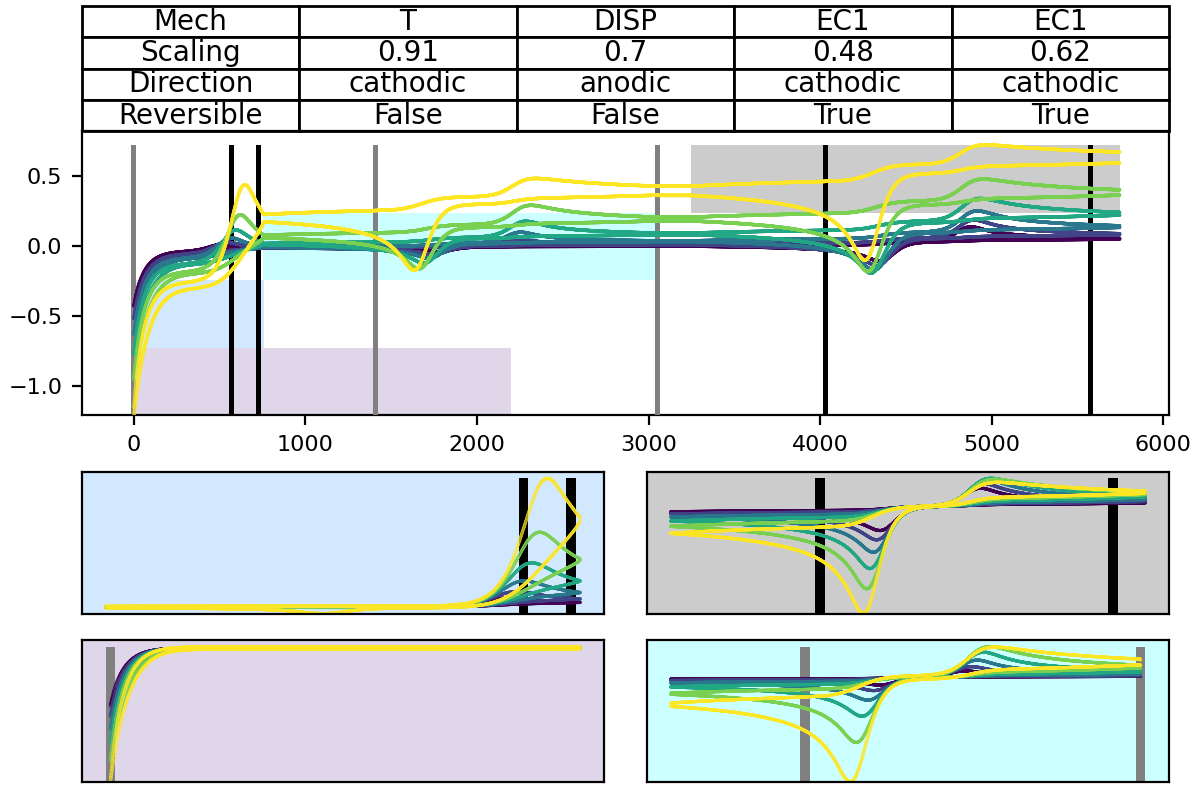 Mech T DISP EC1 EC1
Scaling 0.91 0.7 0.48 0.62
Direction cathodic anodic cathodic cathodic
Reversible False False True True
0.5
0.0
−0.5
−1.0
0 1000 2000 3000 4000 5000 6000